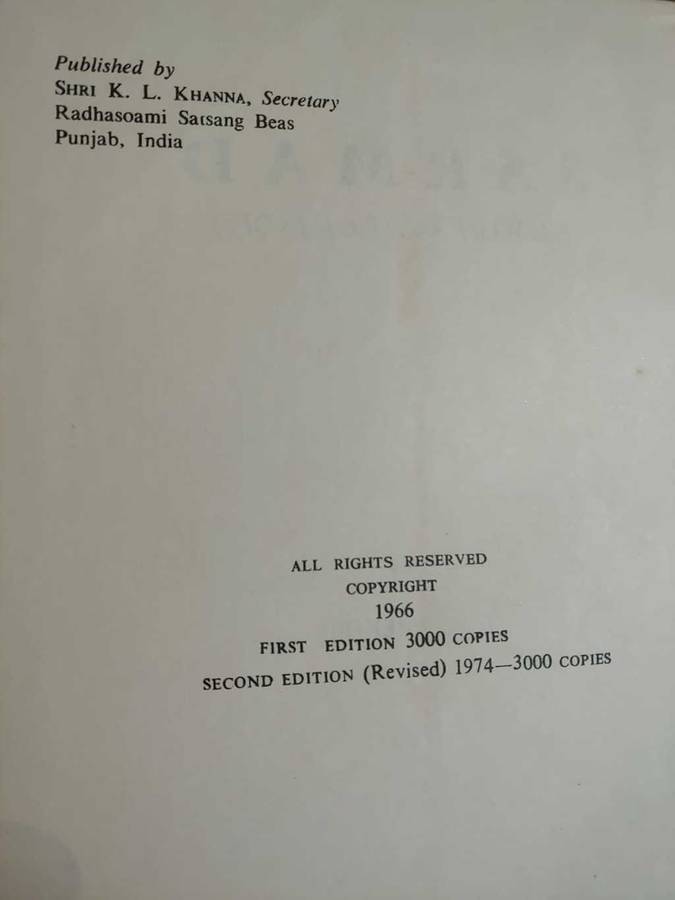 Published by
SHRI K. L. KHANNA, Secretary
Radhasoami Satsang Beas
Punjab, India
ALL RIGHTS RESERVED
COPYRIGHT
1966
FIRST EDITION 3000 COPIES
SECOND EDITION (Revised) 1974—3000 COPIES